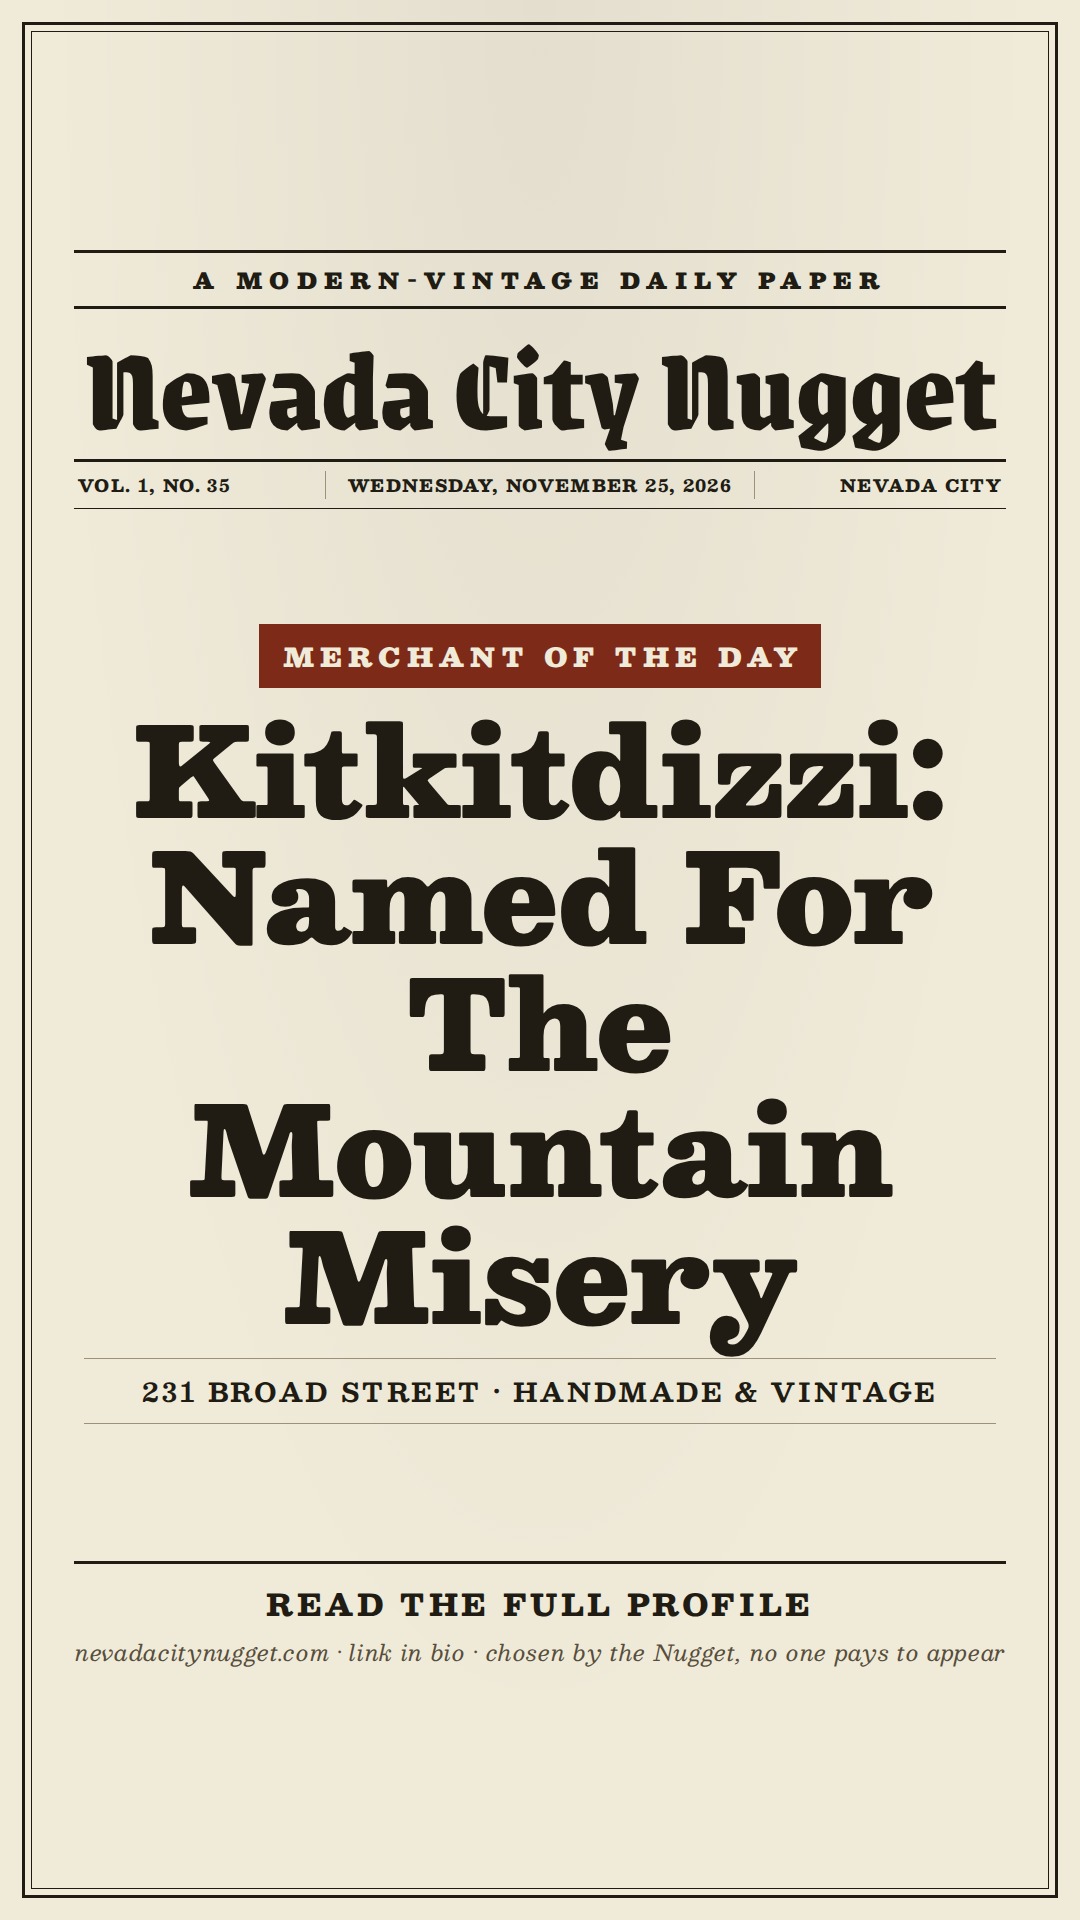 A MODERN-VINTAGE DAILY PAPER
Nevada City Nugget
VOL. 1, NO. 35
WEDNESDAY, NOVEMBER 25, 2026
NEVADA CITY
MERCHANT OF THE DAY
Kitkitdizzi:
Named For
The
Mountain
Misery
231 BROAD STREET · HANDMADE & VINTAGE
READ THE FULL PROFILE
nevadacitynugget.com · link in bio · chosen by the Nugget, no one pays to appear